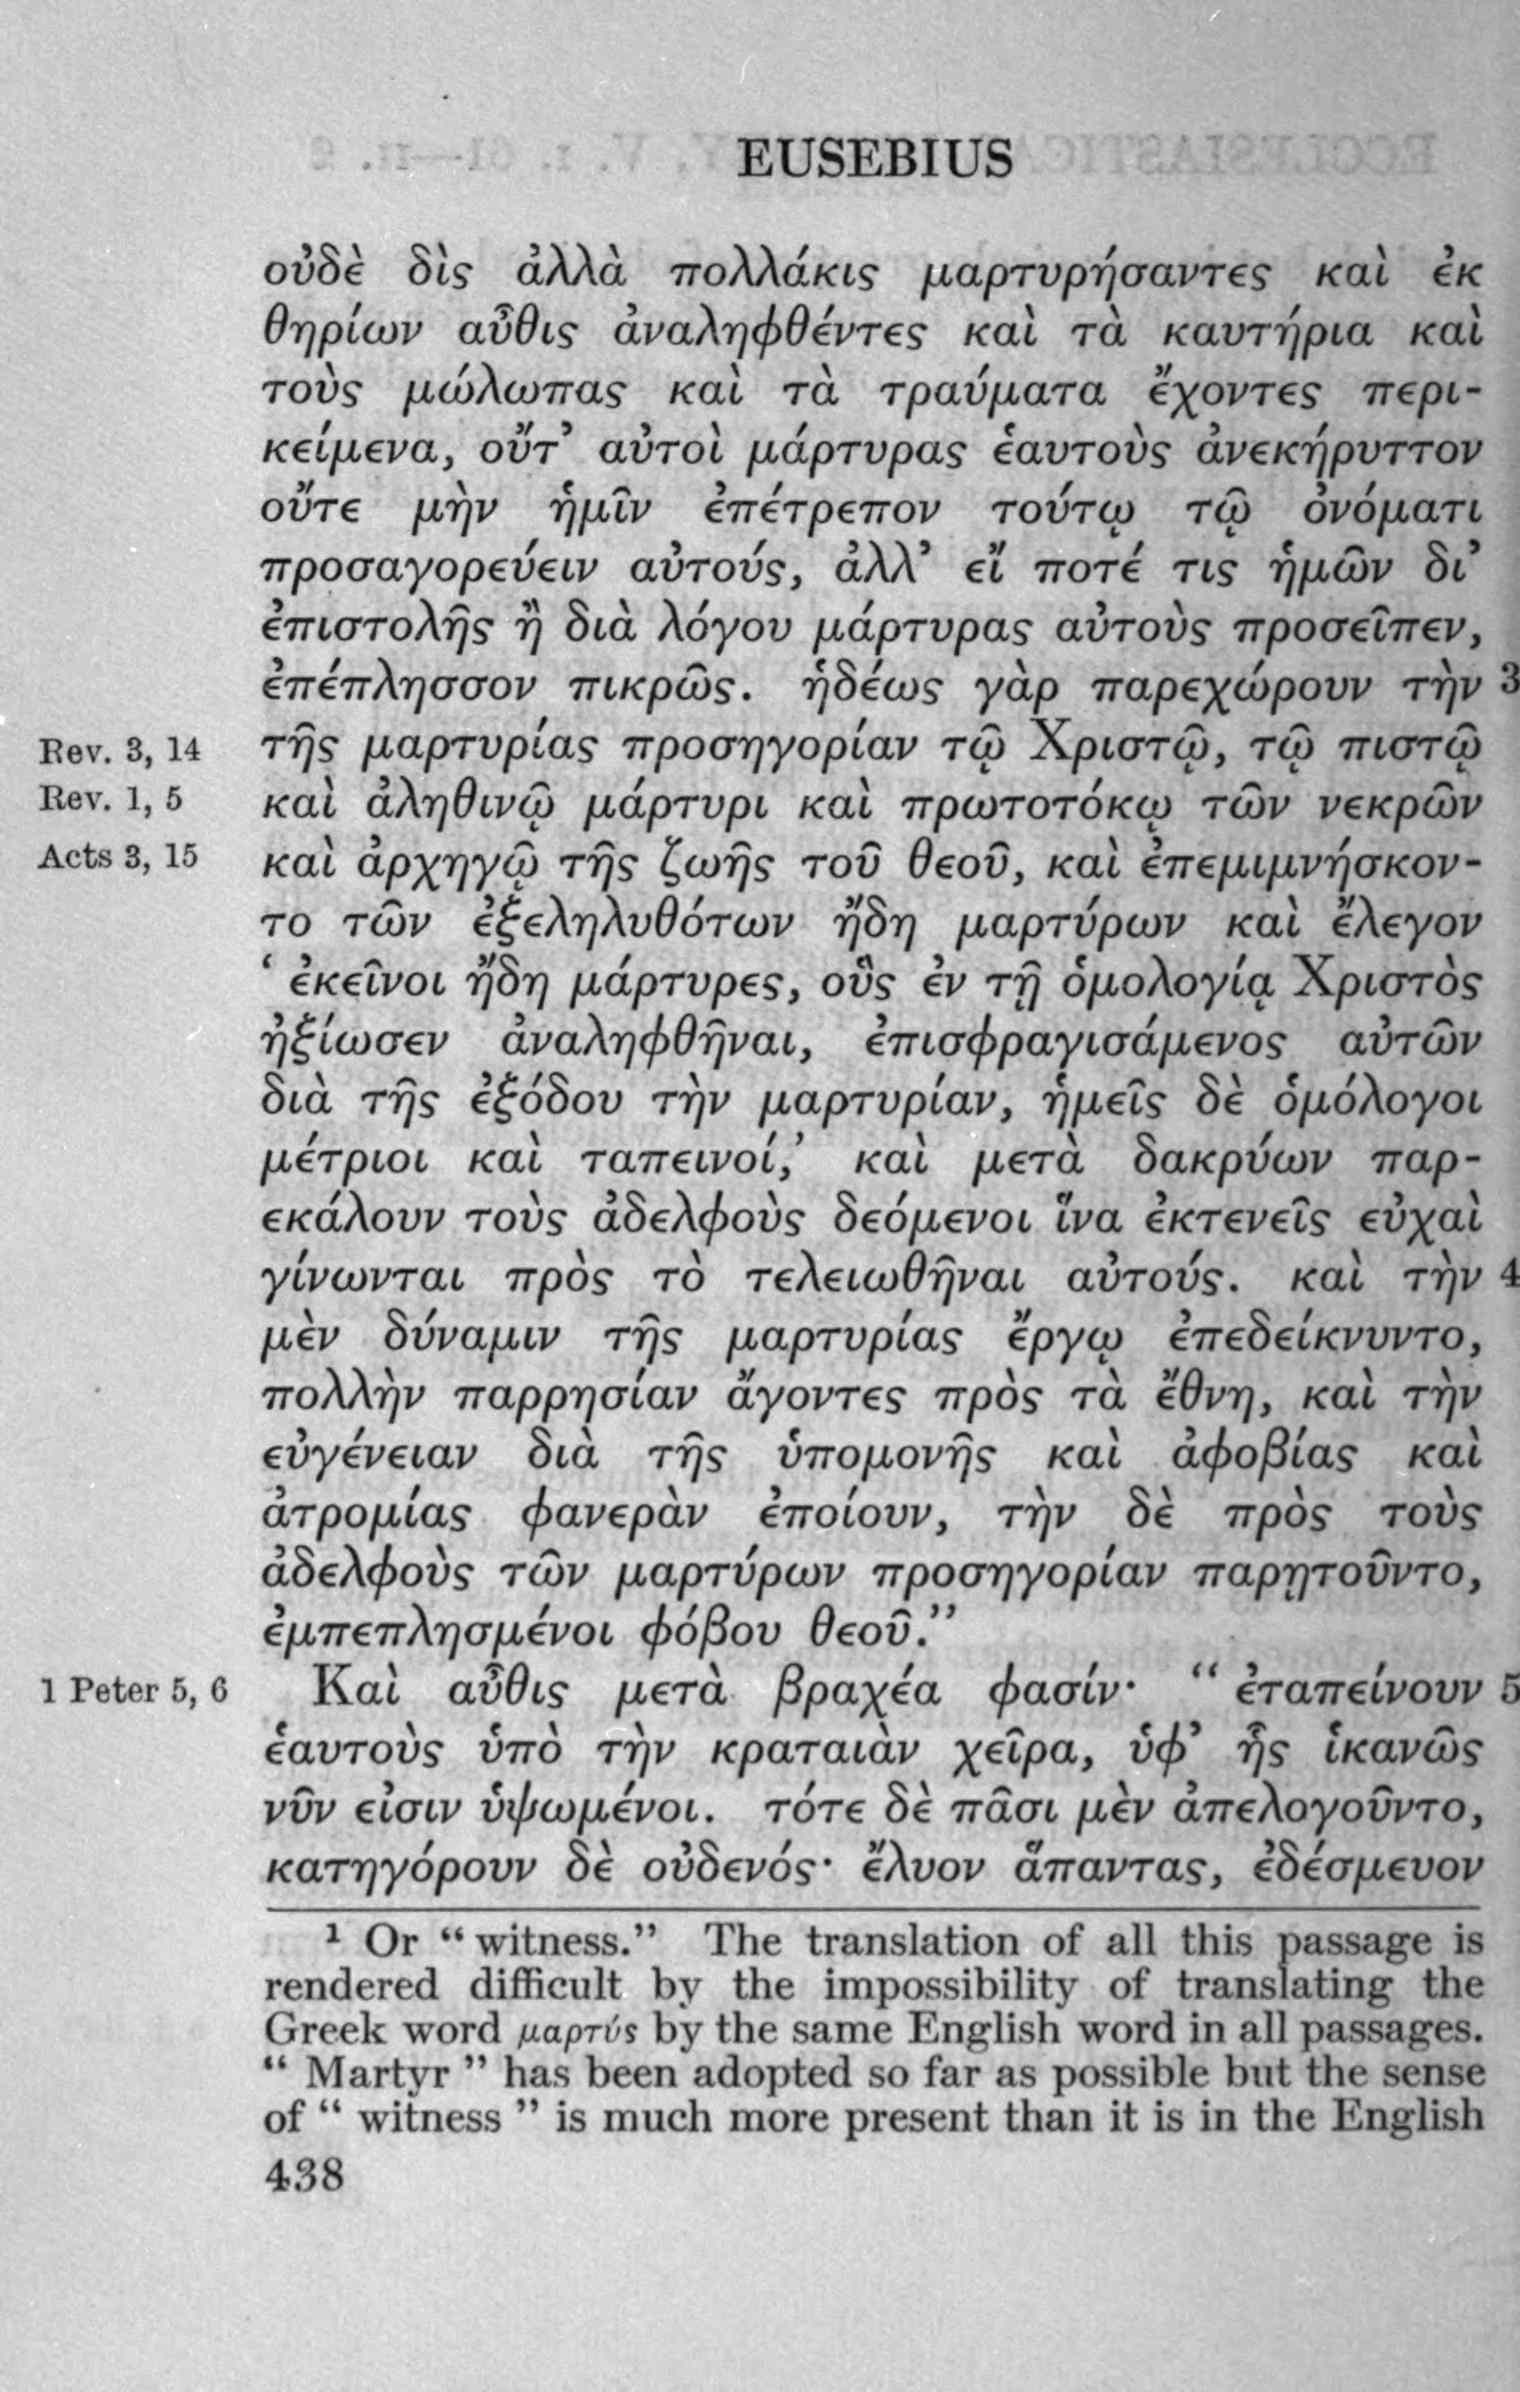 EUSEBIUS
οὐδὲ δὶς ἀλλὰ πολλάκις μαρτυρήσαντες καὶ ἐκ
θηρίων αὖθις ἀναληφθέντες καὶ τὰ καυτήρια καὶ
τοὺς μώλωπας καὶ τὰ τραύματα ἔχοντες περι-
κείμενα, οὔτ’ αὐτοὶ μάρτυρας ἑαυτοὺς ἀνεκήρυττον
οὔτε μὴν ἡμῖν ἐπέτρεπον τούτῳ τῷ ὀνόματι
προσαγορεύειν αὐτούς, ἀλλ’ εἴ ποτέ τις ἡμῶν δι’
ἐπιστολῆς ἢ διὰ λόγου μάρτυρας αὐτοὺς προσεῖπεν,
ἐπέπλησσον πικρῶς. ἡδέως γὰρ παρεχώρουν τὴν 3
Rev. 3, 14 τῆς μαρτυρίας προσηγορίαν τῷ Χριστῷ, τῷ πιστῷ
Rev. 1, 5 καὶ ἀληθινῷ μάρτυρι καὶ πρωτοτόκῳ τῶν νεκρῶν
Acts 3, 15 καὶ ἀρχηγῷ τῆς ζωῆς τοῦ θεοῦ, καὶ ἐπεμιμνήσκον-
το τῶν ἐξεληλυθότων ἤδη μαρτύρων καὶ ἔλεγον
‘ ἐκεῖνοι ἤδη μάρτυρες, οὓς ἐν τῇ ὁμολογίᾳ Χριστὸς
ἠξίωσεν ἀναληφθῆναι, ἐπισφραγισάμενος αὐτῶν
διὰ τῆς ἐξόδου τὴν μαρτυρίαν, ἡμεῖς δὲ ὁμόλογοι
μέτριοι καὶ ταπεινοί,’ καὶ μετὰ δακρύων παρ-
εκάλουν τοὺς ἀδελφοὺς δεόμενοι ἵνα ἐκτενεῖς εὐχαὶ
γίνωνται πρὸς τὸ τελειωθῆναι αὐτούς. καὶ τὴν 4
μὲν δύναμιν τῆς μαρτυρίας ἔργῳ ἐπεδείκνυντο,
πολλὴν παρρησίαν ἄγοντες πρὸς τὰ ἔθνη, καὶ τὴν
εὐγένειαν διὰ τῆς ὑπομονῆς καὶ ἀφοβίας καὶ
ἀτρομίας φανερὰν ἐποίουν, τὴν δὲ πρὸς τοὺς
ἀδελφοὺς τῶν μαρτύρων προσηγορίαν παρῃτοῦντο,
ἐμπεπλησμένοι φόβου θεοῦ.”
1 Peter 5, 6 Καὶ αὖθις μετὰ βραχέα φασίν· “ ἐταπείνουν 5
ἑαυτοὺς ὑπὸ τὴν κραταιὰν χεῖρα, ὑφ’ ἧς ἱκανῶς
νῦν εἰσιν ὑψωμένοι. τότε δὲ πᾶσι μὲν ἀπελογοῦντο,
κατηγόρουν δὲ οὐδενός· ἔλυον ἅπαντας, ἐδέσμευον
¹ Or “ witness.” The translation of all this passage is
rendered difficult by the impossibility of translating the
Greek word μαρτύς by the same English word in all passages.
“ Martyr ” has been adopted so far as possible but the sense
of “ witness ” is much more present than it is in the English
438